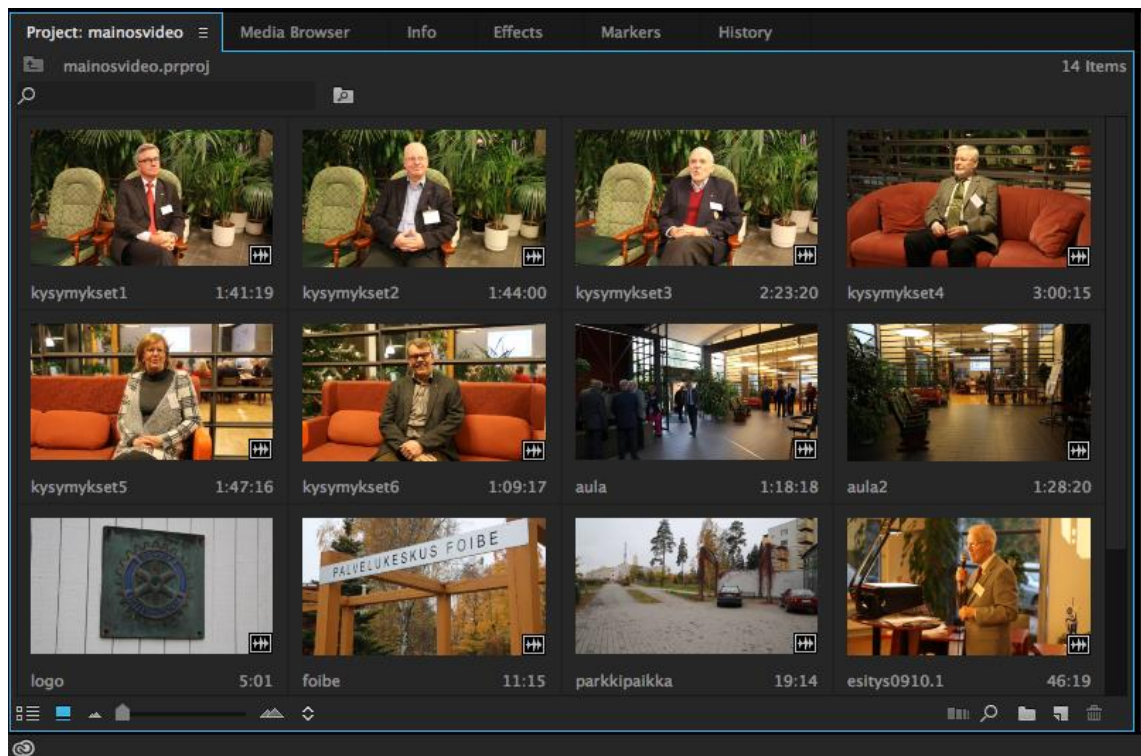 Project: mainosvideo Media Browser Info Effects Markers History
mainosvideo.prproj 14 Items
kysymykset1 1:41:19 kysymykset2 1:44:00 kysymykset3 2:23:20 kysymykset4 3:00:15
kysymykset5 1:47:16 kysymykset6 1:09:17 aula 1:18:18 aula2 1:28:20
PALVELUKESKUS FOIBE
logo 5:01 foibe 11:15 parkkipaikka 19:14 esitys0910.1 46:19